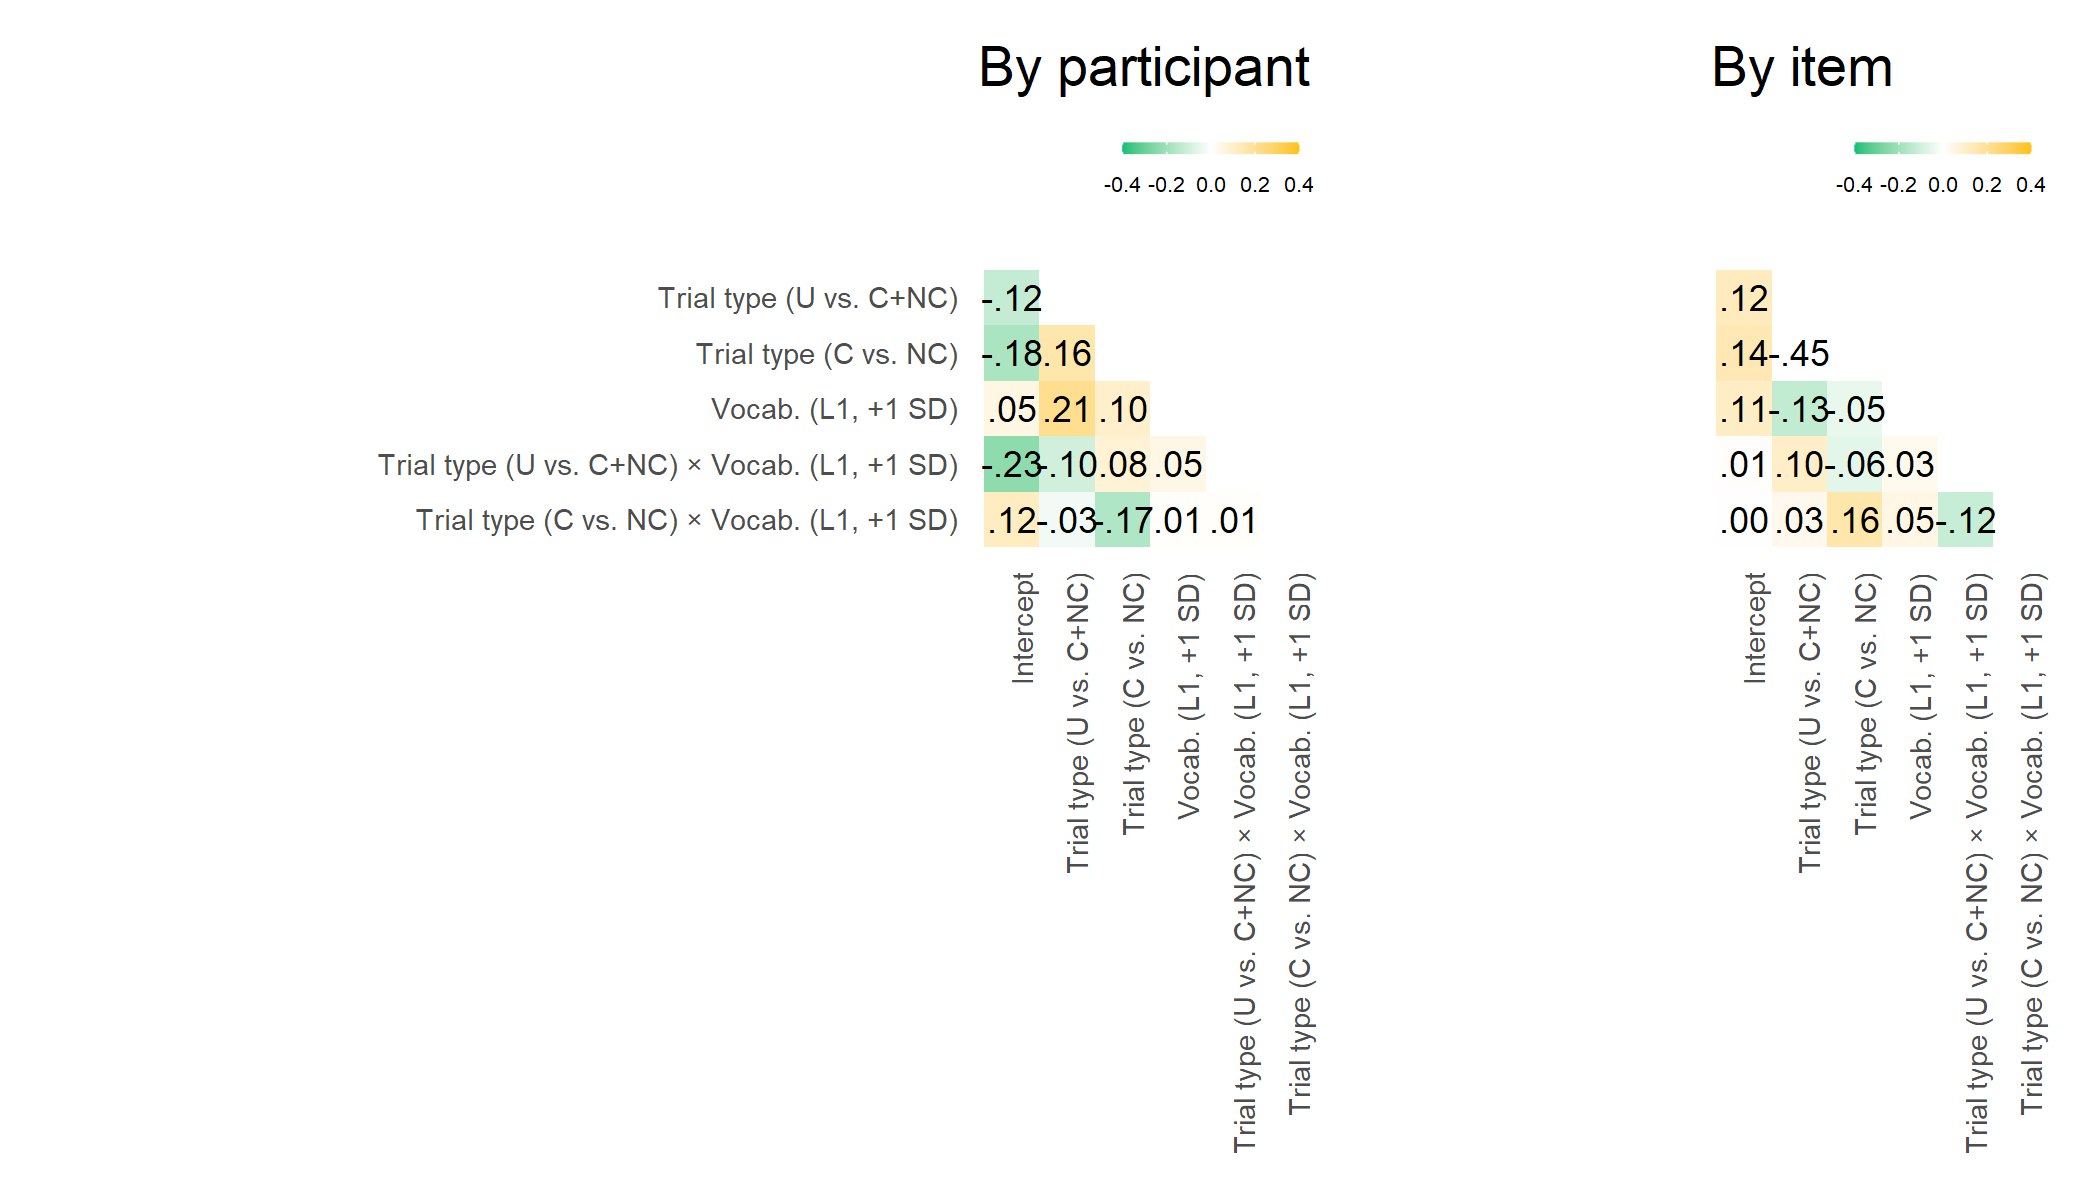 By participant
By item
-0.4 -0.2 0.0 0.2 0.4
-0.4 -0.2 0.0 0.2 0.4
Trial type (U vs. C+NC) -.12 .12
Trial type (C vs. NC) -.18 .16 .14 -.45
Vocab. (L1, +1 SD) .05 .21 .10 .11 -.13 -.05
Trial type (U vs. C+NC) × Vocab. (L1, +1 SD) -.23 -.10 .08 .05 .01 .10 -.06 .03
Trial type (C vs. NC) × Vocab. (L1, +1 SD) .12 -.03 -.17 .01 .01 .00 .03 .16 .05 -.12
Intercept
Trial type (U vs. C+NC)
Trial type (C vs. NC)
Vocab. (L1, +1 SD)
Trial type (U vs. C+NC) × Vocab. (L1, +1 SD)
Trial type (C vs. NC) × Vocab. (L1, +1 SD)
Intercept
Trial type (U vs. C+NC)
Trial type (C vs. NC)
Vocab. (L1, +1 SD)
Trial type (U vs. C+NC) × Vocab. (L1, +1 SD)
Trial type (C vs. NC) × Vocab. (L1, +1 SD)